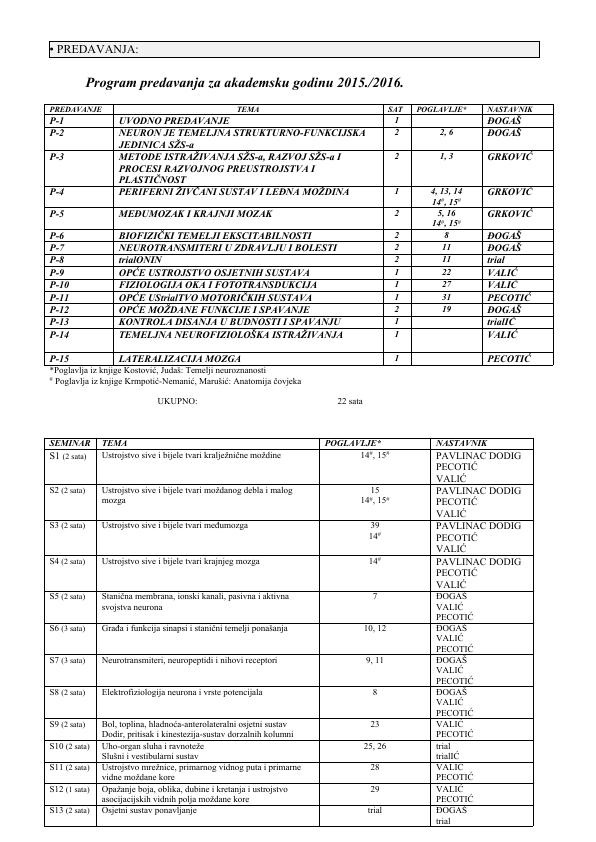 • PREDAVANJA:
Program predavanja za akademsku godinu 2015./2016.
PREDAVANJE TEMA SAT POGLAVLJE* NASTAVNIK
P-1 UVODNO PREDAVANJE 1 ĐOGAŠ
P-2 NEURON JE TEMELJNA STRUKTURNO-FUNKCIJSKA 2 2, 6 ĐOGAŠ
JEDINICA SŽS-a
P-3 METODE ISTRAŽIVANJA SŽS-a, RAZVOJ SŽS-a I 2 1, 3 GRKOVIĆ
PROCESI RAZVOJNOG PREUSTROJSTVA I
PLASTIČNOST
P-4 PERIFERNI ŽIVČANI SUSTAV I LEĐNA MOŽDINA 1 4, 13, 14 GRKOVIĆ
14#, 15#
P-5 MEĐUMOZAK I KRAJNJI MOZAK 2 5, 16 GRKOVIĆ
14#, 15#
P-6 BIOFIZIČKI TEMELJI EKSCITABILNOSTI 2 8 ĐOGAŠ
P-7 NEUROTRANSMITERI U ZDRAVLJU I BOLESTI 2 11 ĐOGAŠ
P-8 trialONIN 2 11 trial
P-9 OPĆE USTROJSTVO OSJETNIH SUSTAVA 1 22 VALIĆ
P-10 FIZIOLOGIJA OKA I FOTOTRANSDUKCIJA 1 27 VALIĆ
P-11 OPĆE UStrialTVO MOTORIČKIH SUSTAVA 1 31 PECOTIĆ
P-12 OPĆE MOŽDANE FUNKCIJE I SPAVANJE 2 19 ĐOGAŠ
P-13 KONTROLA DISANJA U BUDNOSTI I SPAVANJU 1 trialIĆ
P-14 TEMELJNA NEUROFIZIOLOŠKA ISTRAŽIVANJA 1 VALIĆ
P-15 LATERALIZACIJA MOZGA 1 PECOTIĆ
*Poglavlja iz knjige Kostović, Judaš: Temelji neuroznanosti
# Poglavlja iz knjige Krmpotić-Nemanić, Marušić: Anatomija čovjeka
UKUPNO: 22 sata
SEMINAR TEMA POGLAVLJE* NASTAVNIK
S1 (2 sata) Ustrojstvo sive i bijele tvari kralježnične moždine 14#, 15# PAVLINAC DODIG
PECOTIĆ
VALIĆ
S2 (2 sata) Ustrojstvo sive i bijele tvari moždanog debla i malog 15 PAVLINAC DODIG
mozga 14#, 15# PECOTIĆ
VALIĆ
S3 (2 sata) Ustrojstvo sive i bijele tvari međumozga 39 PAVLINAC DODIG
14# PECOTIĆ
VALIĆ
S4 (2 sata) Ustrojstvo sive i bijele tvari krajnjeg mozga 14# PAVLINAC DODIG
PECOTIĆ
VALIĆ
S5 (2 sata) Stanična membrana, ionski kanali, pasivna i aktivna 7 ĐOGAŠ
svojstva neurona VALIĆ
PECOTIĆ
S6 (3 sata) Građa i funkcija sinapsi i stanični temelji ponašanja 10, 12 ĐOGAŠ
VALIĆ
PECOTIĆ
S7 (3 sata) Neurotransmiteri, neuropeptidi i nihovi receptori 9, 11 ĐOGAŠ
VALIĆ
PECOTIĆ
S8 (2 sata) Elektrofiziologija neurona i vrste potencijala 8 ĐOGAŠ
VALIĆ
PECOTIĆ
S9 (2 sata) Bol, toplina, hladnoća-anterolateralni osjetni sustav 23 VALIĆ
Dodir, pritisak i kinestezija-sustav dorzalnih kolumni PECOTIĆ
S10 (2 sata) Uho-organ sluha i ravnoteže 25, 26 trial
Slušni i vestibularni sustav trialIĆ
S11 (2 sata) Ustrojstvo mrežnice, primarnog vidnog puta i primarne 28 VALIĆ
vidne moždane kore PECOTIĆ
S12 (1 sata) Opažanje boja, oblika, dubine i kretanja i ustrojstvo 29 VALIĆ
asocijacijskih vidnih polja moždane kore PECOTIĆ
S13 (2 sata) Osjetni sustav ponavljanje trial ĐOGAŠ
trial